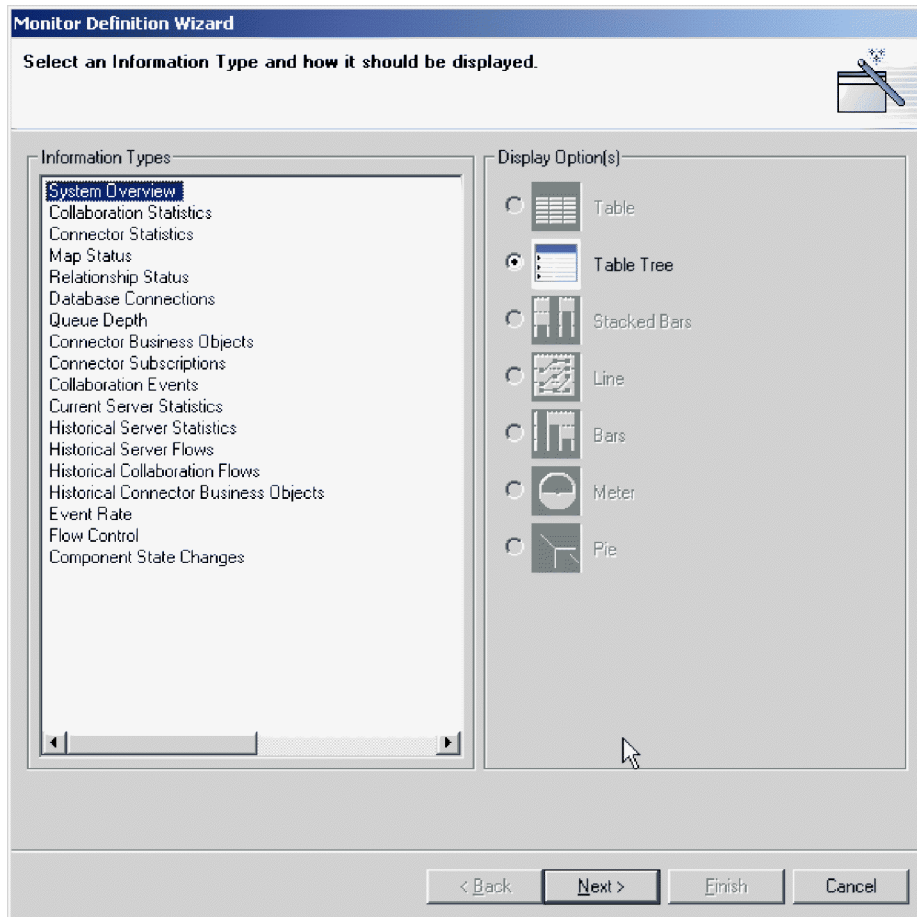 Monitor Definition Wizard
Select an Information Type and how it should be displayed.
Information Types
System Overview
Collaboration Statistics
Connector Statistics
Map Status
Relationship Status
Database Connections
Queue Depth
Connector Business Objects
Connector Subscriptions
Collaboration Events
Current Server Statistics
Historical Server Statistics
Historical Server Flows
Historical Collaboration Flows
Historical Connector Business Objects
Event Rate
Flow Control
Component State Changes
Display Option(s)
Table
Table Tree
Stacked Bars
Line
Bars
Meter
Pie
< Back
Next >
Finish
Cancel